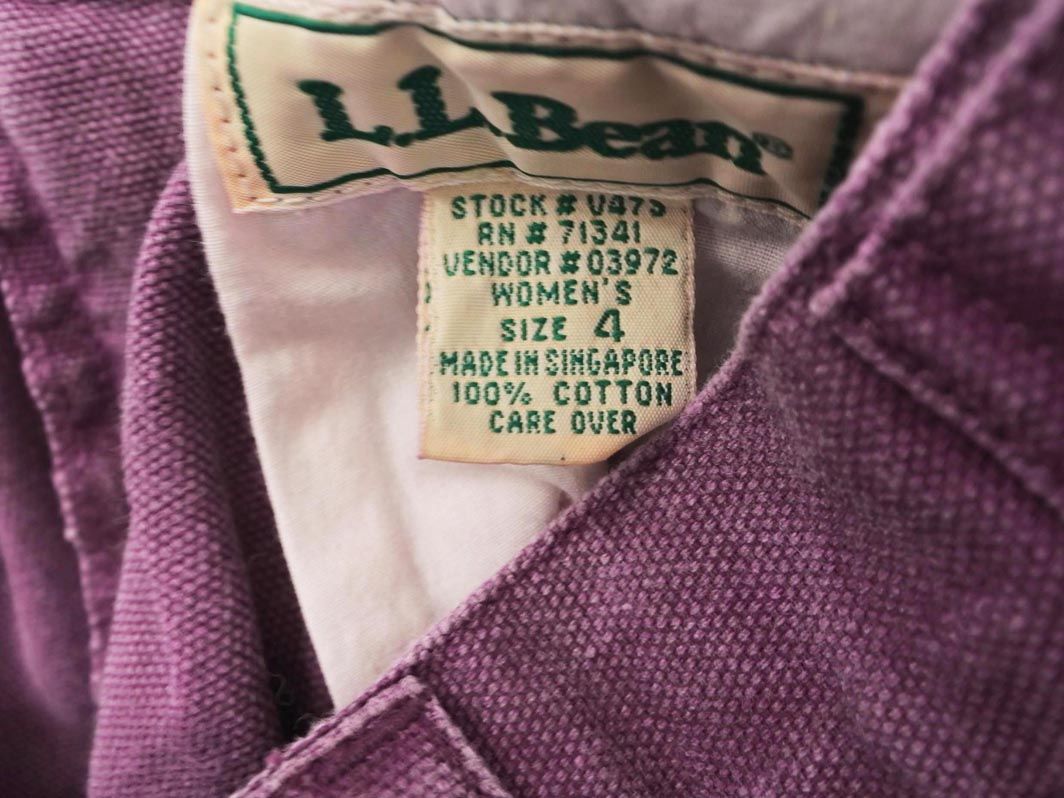 L.L.Bean®
STOCK # V475
RN # 71341
VENDOR # 03972
WOMEN'S
SIZE 4
MADE IN SINGAPORE
100% COTTON
CARE OVER